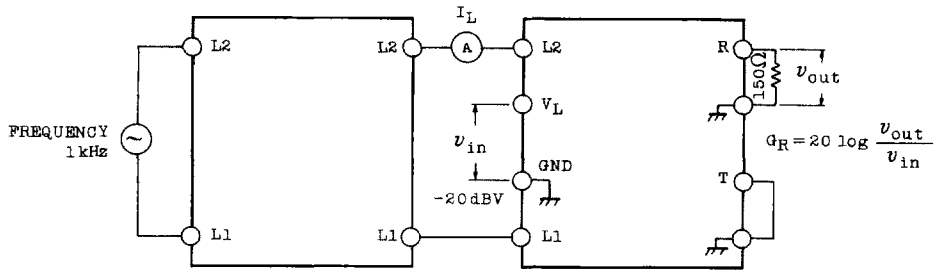 I_L
L2
L2
A
L2
R
150Ω
v_out
V_L
FREQUENCY
1kHz
~
v_in
G_R = 20 log v_out / v_in
GND
T
-20dBV
L1
L1
L1